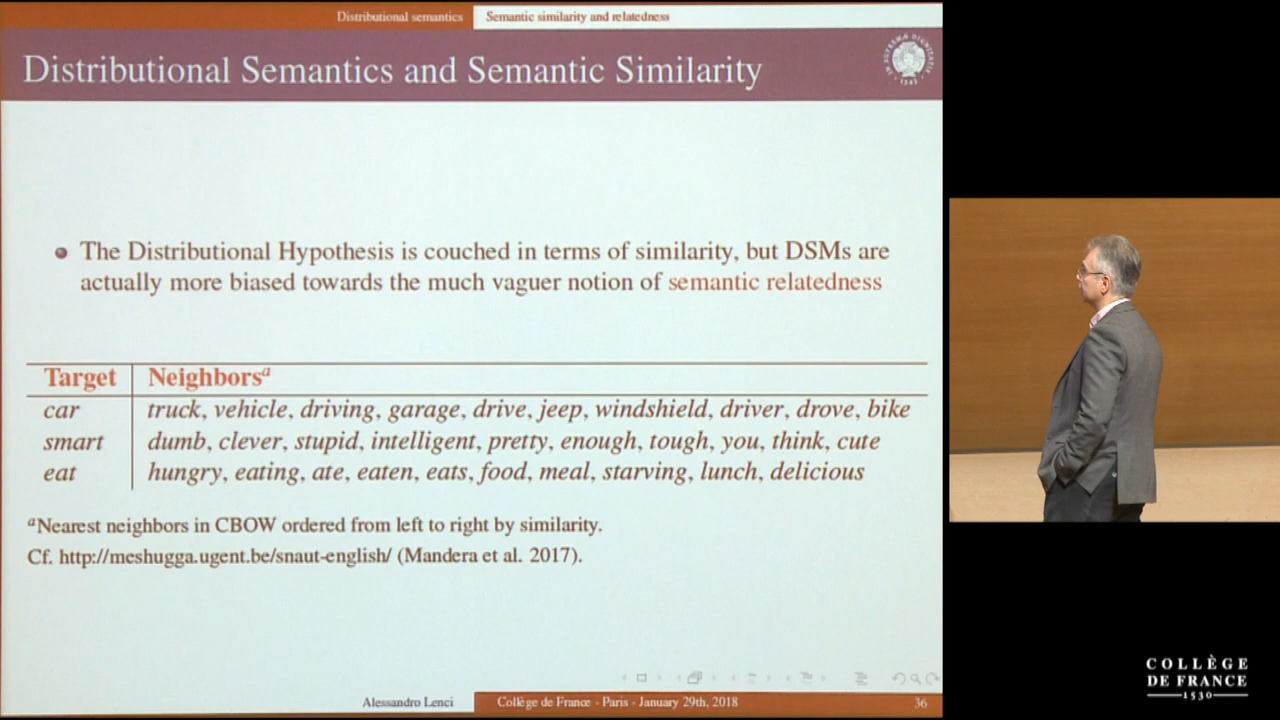 Distributional semantics Semantic similarity and relatedness
Distributional Semantics and Semantic Similarity
The Distributional Hypothesis is couched in terms of similarity, but DSMs are
actually more biased towards the much vaguer notion of semantic relatedness
Target Neighborsᵃ
car truck, vehicle, driving, garage, drive, jeep, windshield, driver, drove, bike
smart dumb, clever, stupid, intelligent, pretty, enough, tough, you, think, cute
eat hungry, eating, ate, eaten, eats, food, meal, starving, lunch, delicious
ᵃNearest neighbors in CBOW ordered from left to right by similarity.
Cf. http://meshugga.ugent.be/snaut-english/ (Mandera et al. 2017).
Alessandro Lenci Collège de France - Paris - January 29th, 2018 36
COLLÈGE
DE FRANCE
1530